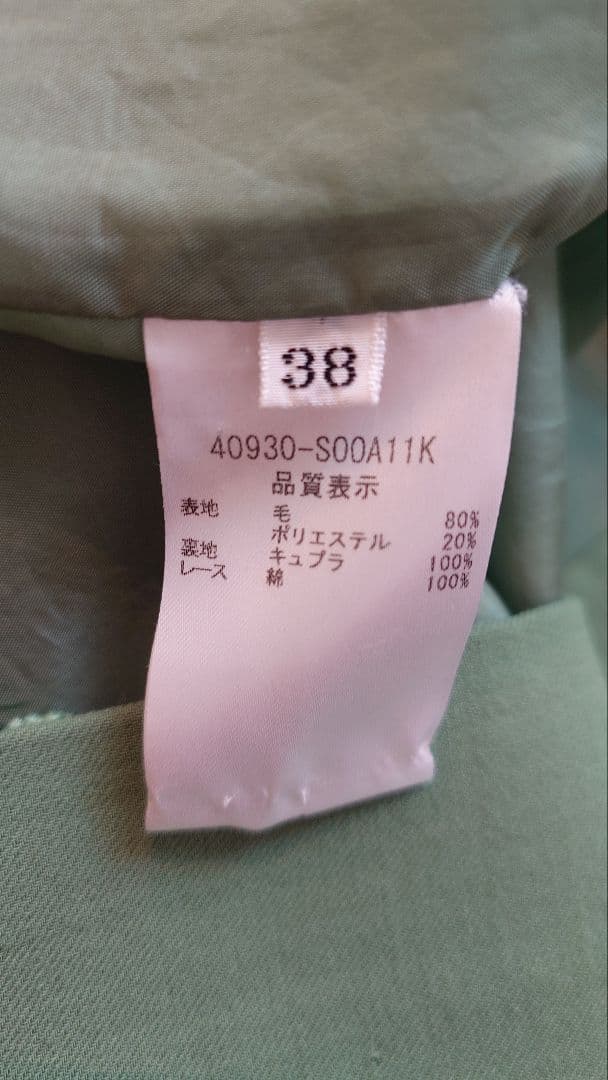 38
40930-S00A11K
品質表示
表地 毛 80%
ポリエステル 20%
裏地 キュプラ 100%
レース 綿 100%